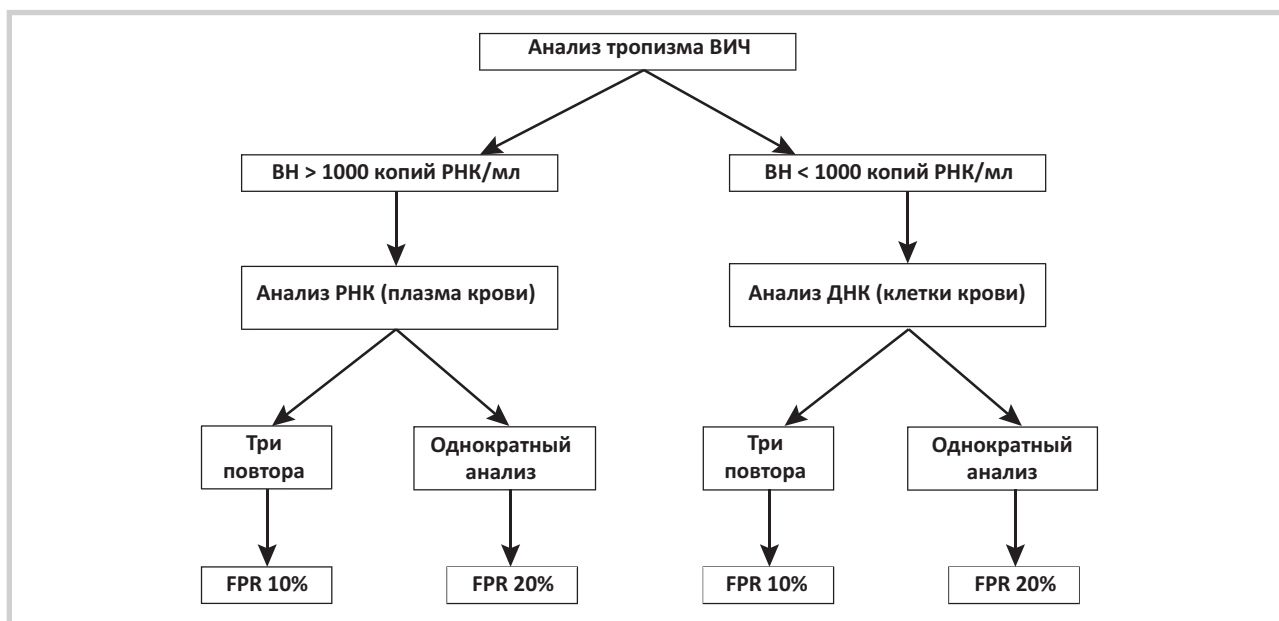 Анализ тропизма ВИЧ
ВН > 1000 копий РНК/мл
ВН < 1000 копий РНК/мл
Анализ РНК (плазма крови)
Анализ ДНК (клетки крови)
Три
повтора
Однократный
анализ
Три
повтора
Однократный
анализ
FPR 10%
FPR 20%
FPR 10%
FPR 20%